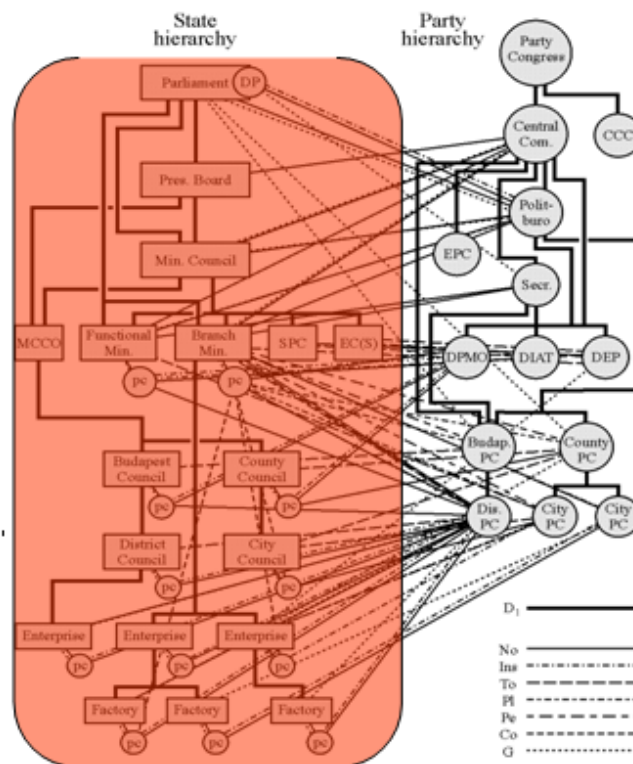 State
hierarchy
Party
hierarchy
Party
Congress
Parliament
DP
Central
Com.
CCC
Pres. Board
Polit-
buro
Min. Council
EPC
Secr.
MCCO
Functional
Min.
Branch
Min.
SPC
EC(S)
DPMO
DIAT
DEP
pc
pc
Budapest
Council
County
Council
Budap.
PC
County
PC
pc
pc
Dis.
PC
City
PC
City
PC
District
Council
City
Council
pc
pc
D₁
Enterprise
Enterprise
Enterprise
pc
pc
pc
No
Ins
To
Pl
Pe
Co
G
Factory
Factory
Factory
pc
pc
pc